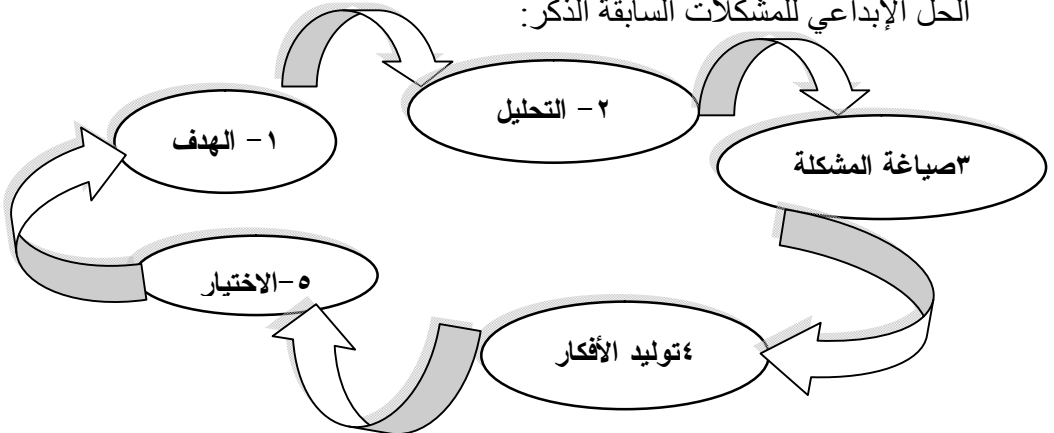 الحل الإبداعي للمشكلات السابقة الذكر:
١- الهدف
٢- التحليل
٣صياغة المشكلة
٤توليد الأفكار
٥-الاختيار